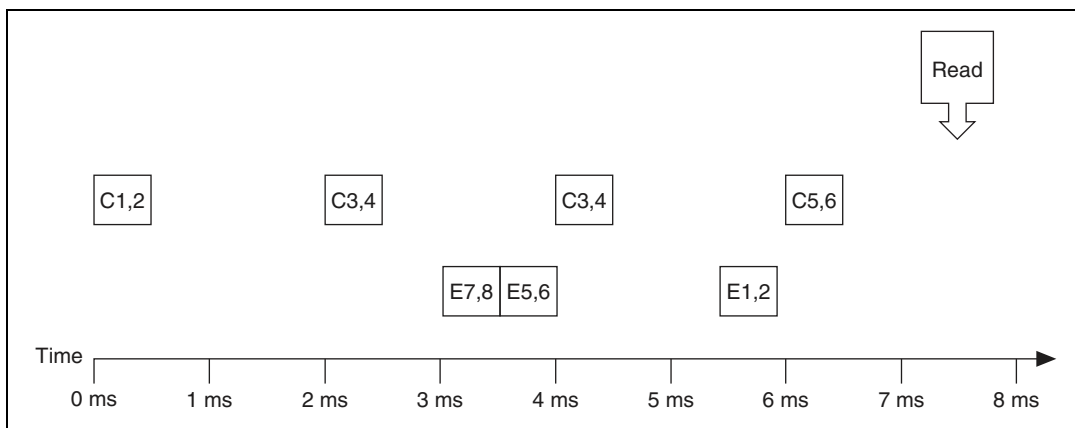 Read
C1,2 C3,4 C3,4 C5,6
E7,8 E5,6 E1,2
Time
0 ms 1 ms 2 ms 3 ms 4 ms 5 ms 6 ms 7 ms 8 ms